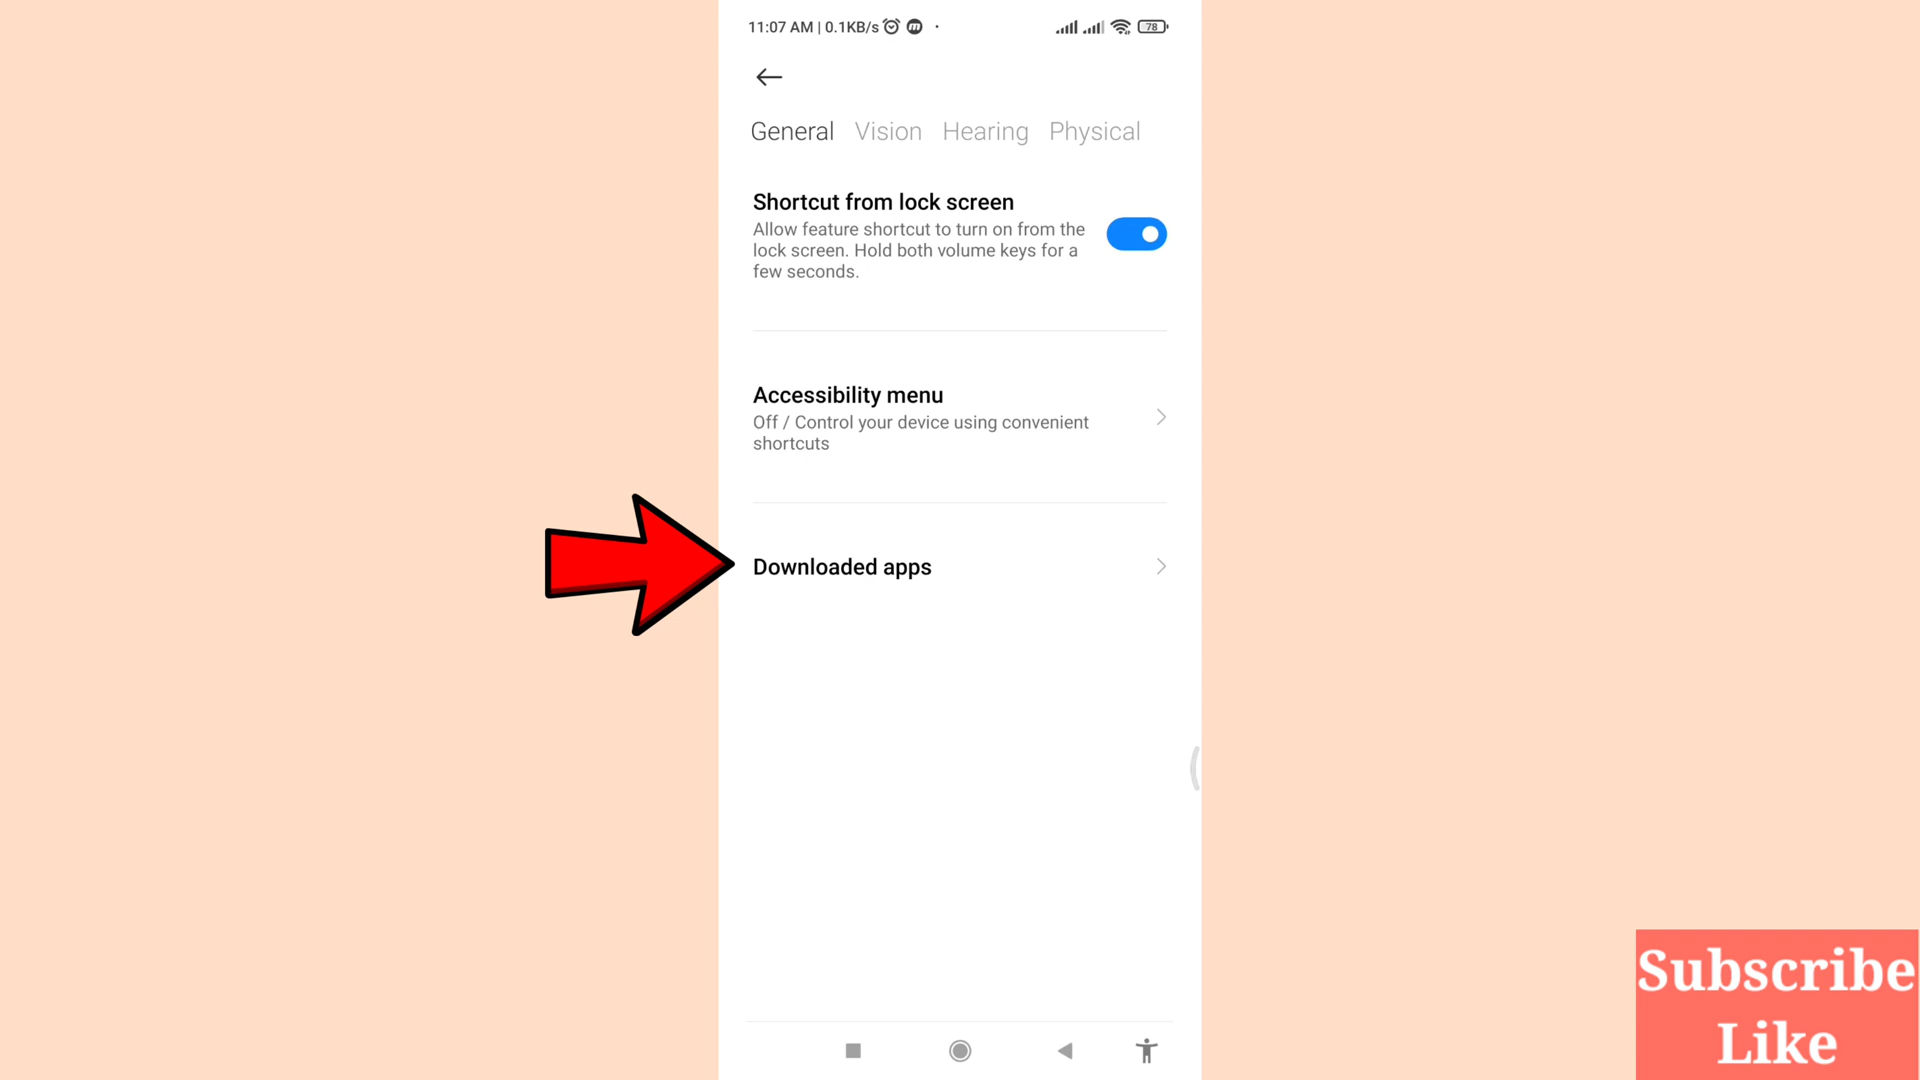 11:07 AM | 0.1KB/s
78
General Vision Hearing Physical
Shortcut from lock screen
Allow feature shortcut to turn on from the
lock screen. Hold both volume keys for a
few seconds.
Accessibility menu
Off / Control your device using convenient
shortcuts
Downloaded apps
Subscribe
Like